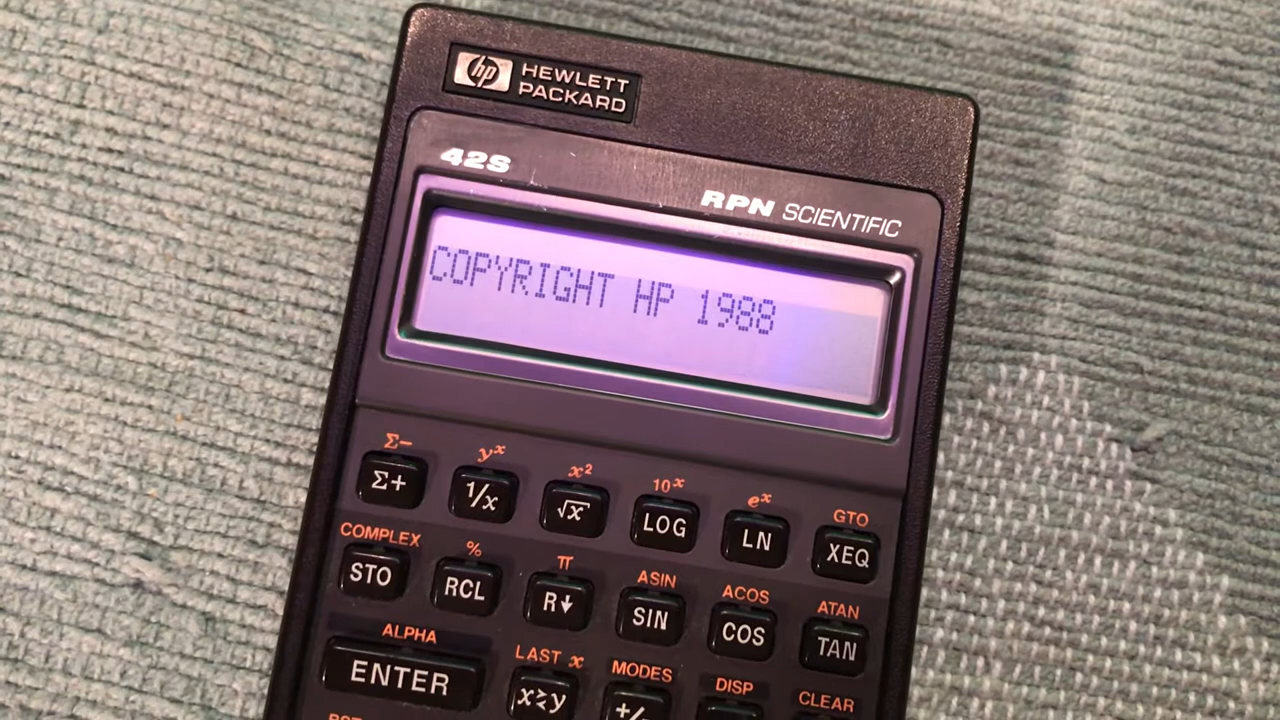 hp HEWLETT
PACKARD
42S
RPN SCIENTIFIC
COPYRIGHT HP 1988
Σ− yˣ x² 10ˣ eˣ GTO
Σ+ 1/x √x LOG LN XEQ
COMPLEX % π ASIN ACOS ATAN
STO RCL R↓ SIN COS TAN
ALPHA LAST x MODES DISP CLEAR
ENTER x≷y +/−